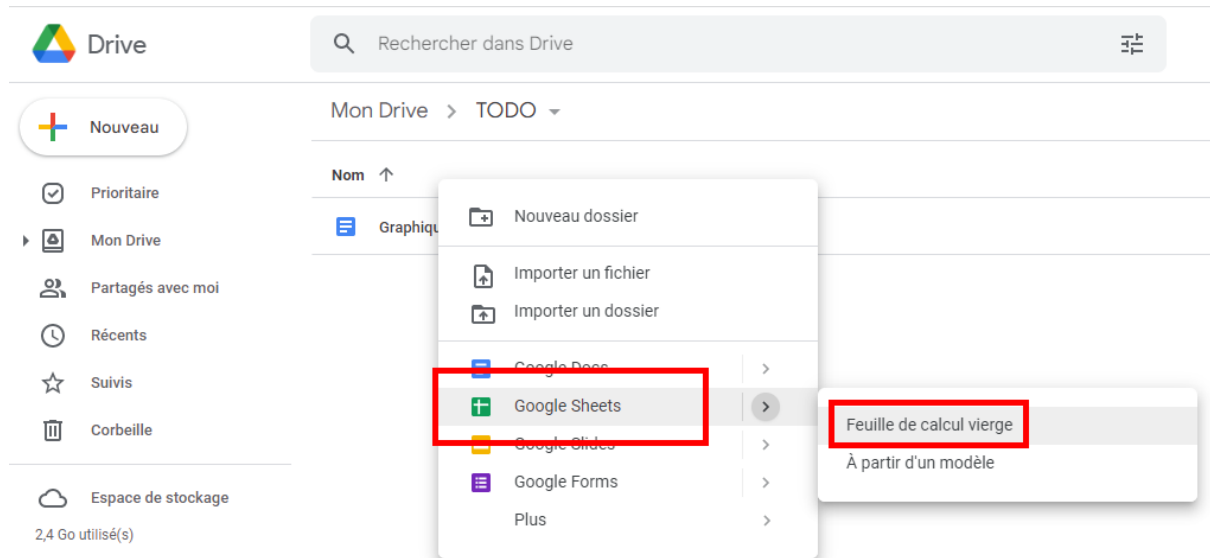 Drive
Rechercher dans Drive
Nouveau
Mon Drive > TODO
Nom
Prioritaire
Mon Drive
Partagés avec moi
Récents
Suivis
Corbeille
Espace de stockage
2,4 Go utilisé(s)
Graphiqu
Nouveau dossier
Importer un fichier
Importer un dossier
Google Docs
Google Sheets
Google Slides
Google Forms
Plus
Feuille de calcul vierge
À partir d'un modèle